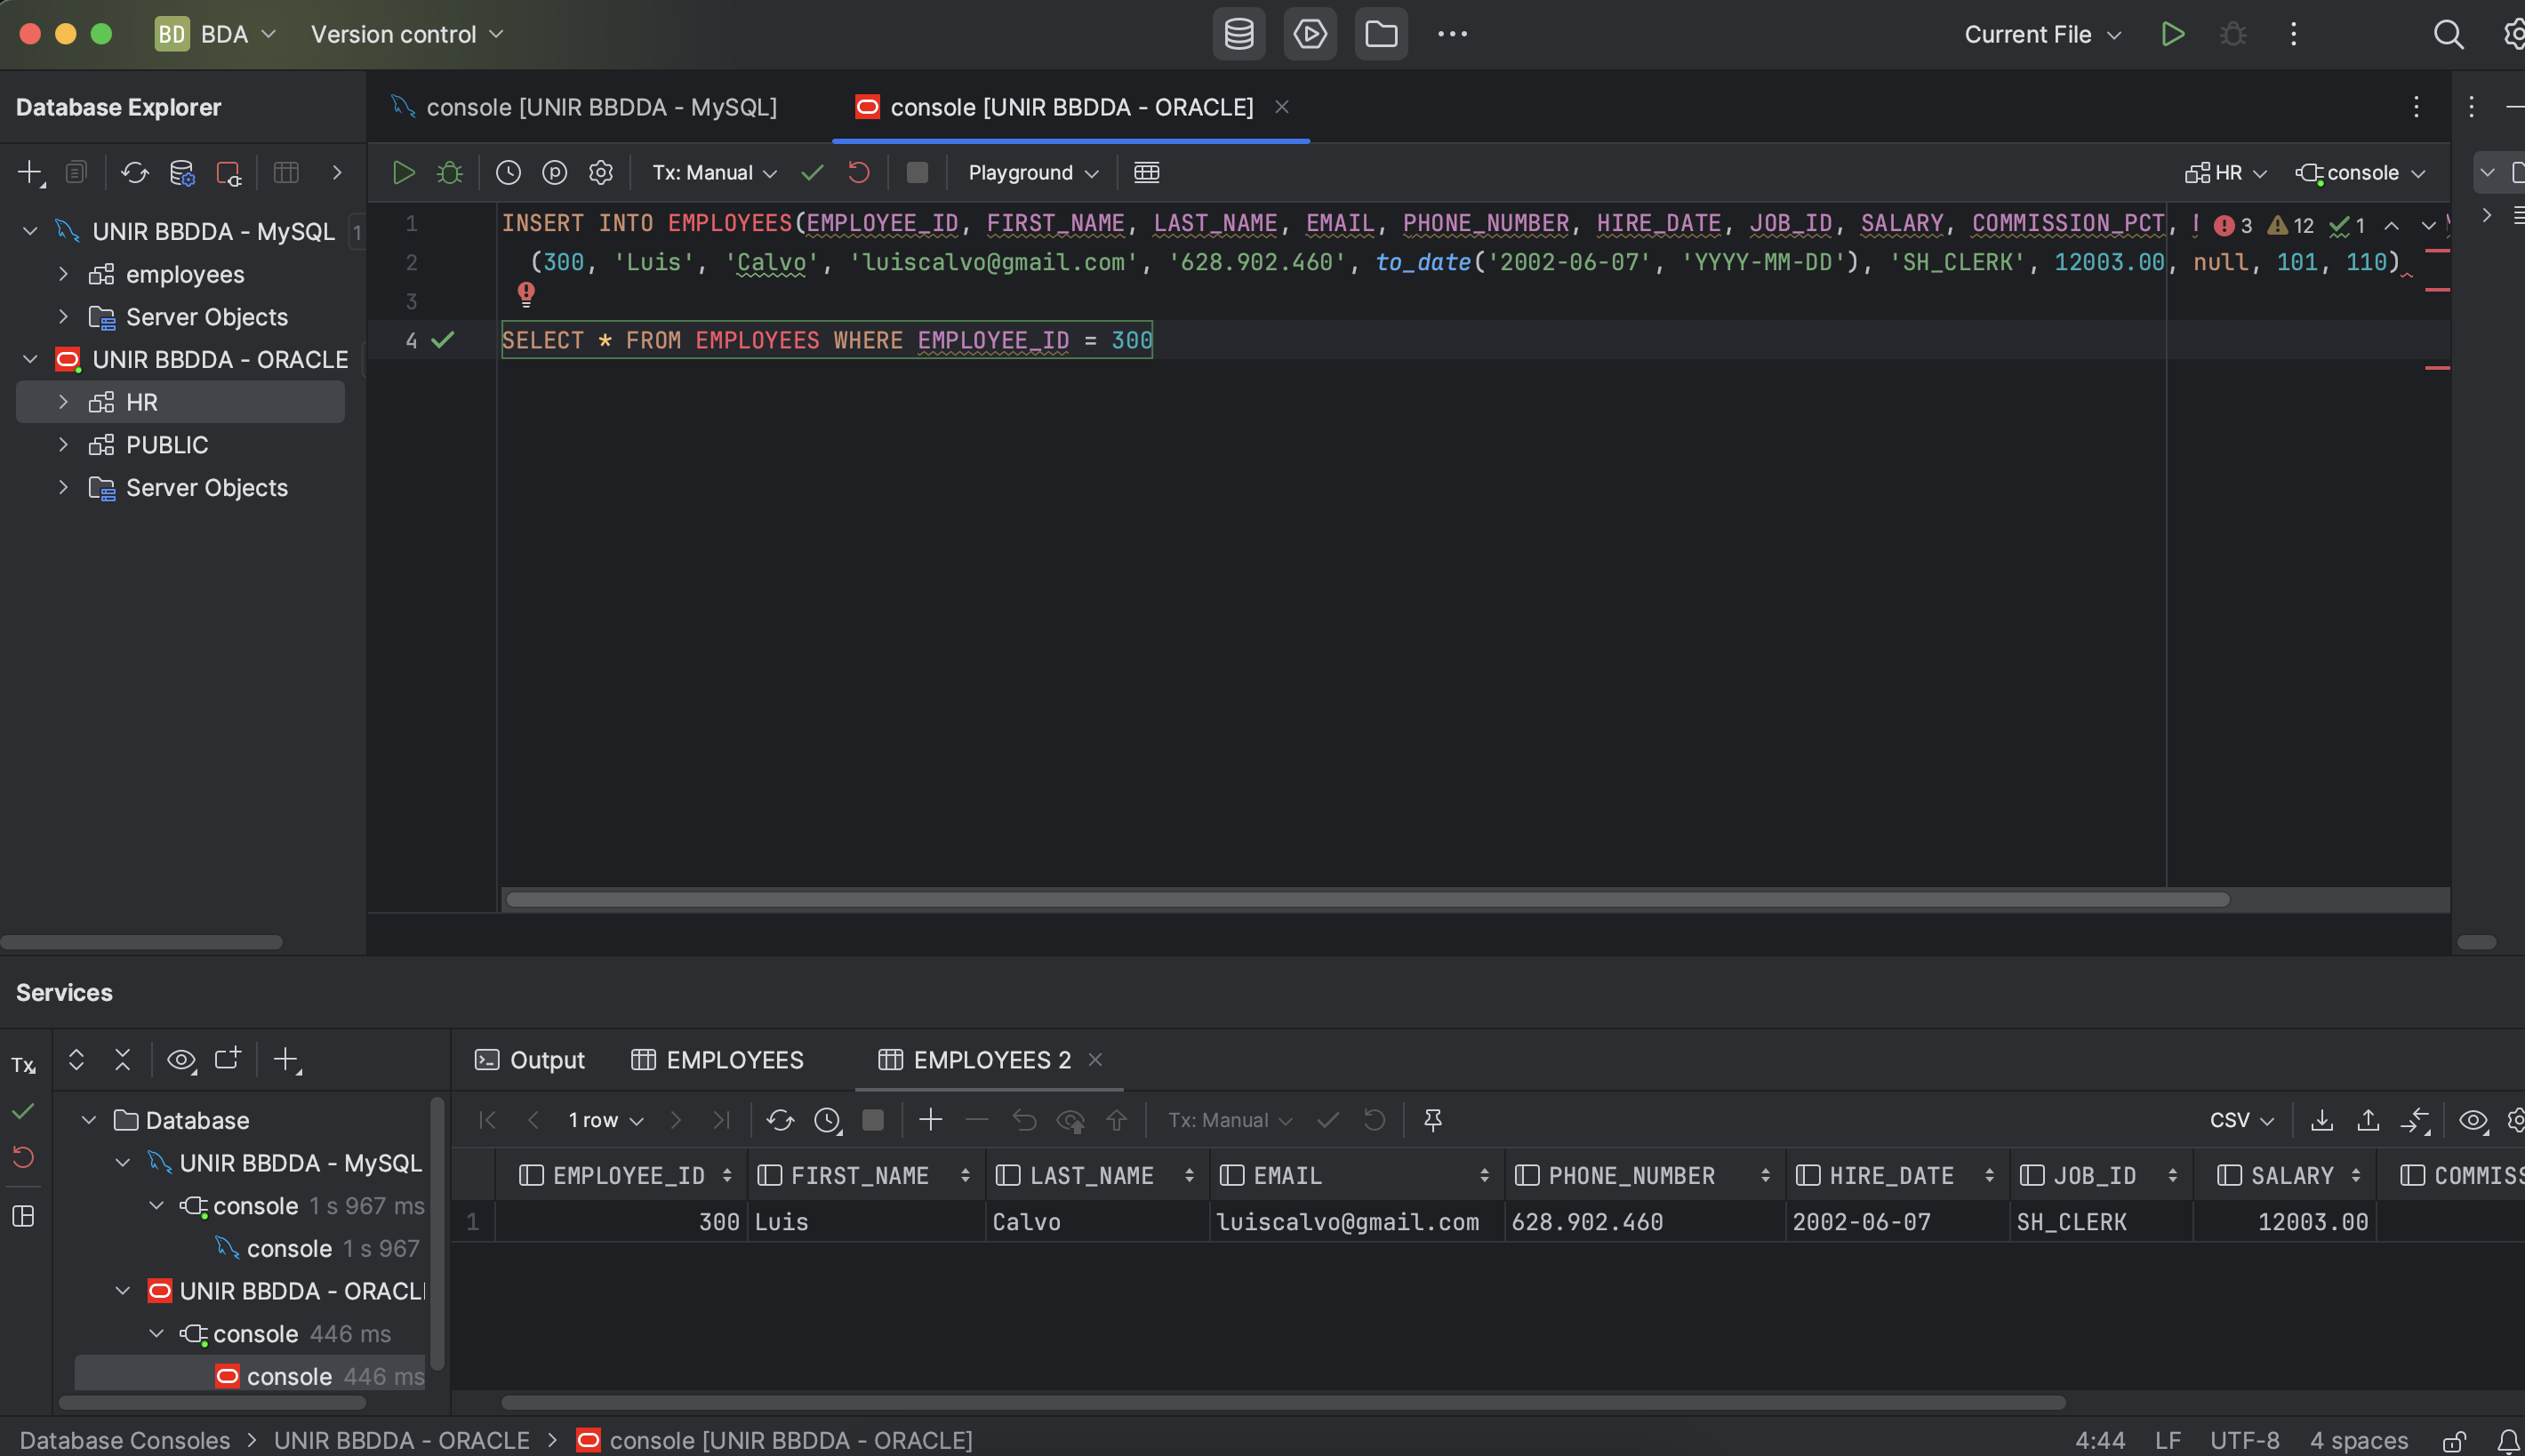 BD BDA Version control Current File
Database Explorer
console [UNIR BBDDA - MySQL] console [UNIR BBDDA - ORACLE]
Tx: Manual Playground HR console
UNIR BBDDA - MySQL 1
employees
Server Objects
UNIR BBDDA - ORACLE
HR
PUBLIC
Server Objects
1 INSERT INTO EMPLOYEES(EMPLOYEE_ID, FIRST_NAME, LAST_NAME, EMAIL, PHONE_NUMBER, HIRE_DATE, JOB_ID, SALARY, COMMISSION_PCT, 3 12 1
2 (300, 'Luis', 'Calvo', 'luiscalvo@gmail.com', '628.902.460', to_date('2002-06-07', 'YYYY-MM-DD'), 'SH_CLERK', 12003.00, null, 101, 110)
3
4 SELECT * FROM EMPLOYEES WHERE EMPLOYEE_ID = 300
Services
Tx
Database
UNIR BBDDA - MySQL
console 1 s 967 ms
console 1 s 967
UNIR BBDDA - ORACL
console 446 ms
console 446 ms
Output EMPLOYEES EMPLOYEES 2
1 row Tx: Manual CSV
EMPLOYEE_ID FIRST_NAME LAST_NAME EMAIL PHONE_NUMBER HIRE_DATE JOB_ID SALARY COMMISS
1 300 Luis Calvo luiscalvo@gmail.com 628.902.460 2002-06-07 SH_CLERK 12003.00
Database Consoles > UNIR BBDDA - ORACLE > console [UNIR BBDDA - ORACLE] 4:44 LF UTF-8 4 spaces